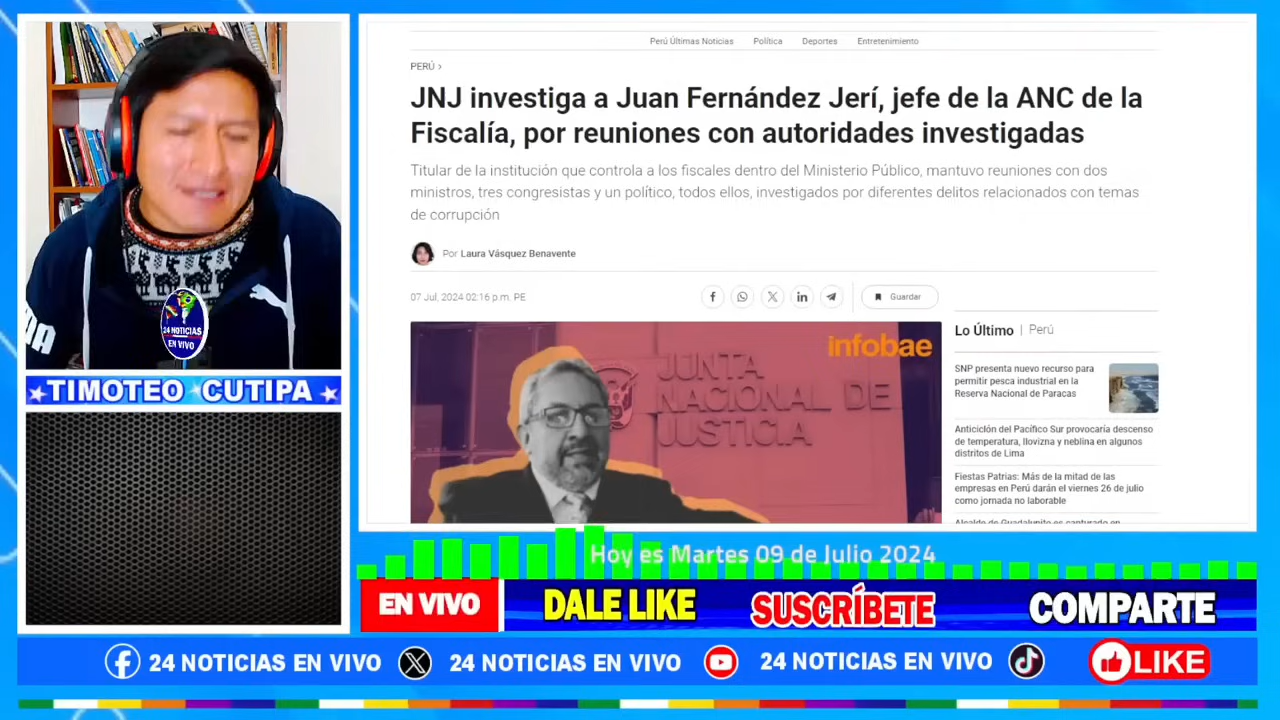 Perú Últimas Noticias Política Deportes Entretenimiento
PERÚ ›
JNJ investiga a Juan Fernández Jerí, jefe de la ANC de la
Fiscalía, por reuniones con autoridades investigadas
Titular de la institución que controla a los fiscales dentro del Ministerio Público, mantuvo reuniones con dos
ministros, tres congresistas y un político, todos ellos, investigados por diferentes delitos relacionados con temas
de corrupción
Por Laura Vásquez Benavente
07 Jul, 2024 02:16 p.m. PE
Guardar
infobae
JUNTA
NACIONAL DE
JUSTICIA
Lo Último | Perú
SNP presenta nuevo recurso para
permitir pesca industrial en la
Reserva Nacional de Paracas
Anticiclón del Pacífico Sur provocaría descenso
de temperatura, llovizna y neblina en algunos
distritos de Lima
Fiestas Patrias: Más de la mitad de las
empresas en Perú darán el viernes 26 de julio
como jornada no laborable
Alcalde de Guadalupito es capturado en
24 NOTICIAS
EN VIVO
TIMOTEO CUTIPA
Hoy es Martes 09 de Julio 2024
EN VIVO
DALE LIKE
SUSCRÍBETE
COMPARTE
24 NOTICIAS EN VIVO
24 NOTICIAS EN VIVO
24 NOTICIAS EN VIVO
LIKE